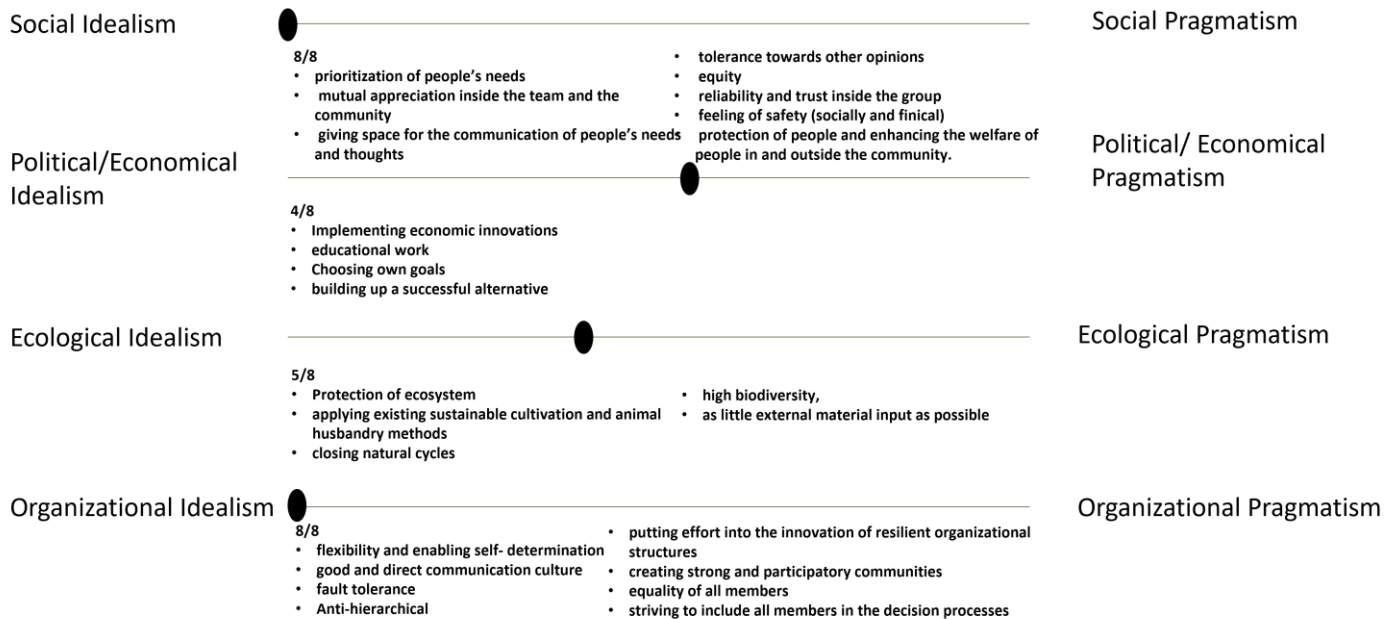 Social Idealism
Social Pragmatism
8/8
• prioritization of people's needs
• mutual appreciation inside the team and the
community
• giving space for the communication of people's needs
and thoughts
• tolerance towards other opinions
• equity
• reliability and trust inside the group
• feeling of safety (socially and finical)
• protection of people and enhancing the welfare of
people in and outside the community.
Political/Economical
Idealism
Political/ Economical
Pragmatism
4/8
• Implementing economic innovations
• educational work
• Choosing own goals
• building up a successful alternative
Ecological Idealism
Ecological Pragmatism
5/8
• Protection of ecosystem
• applying existing sustainable cultivation and animal
husbandry methods
• closing natural cycles
• high biodiversity,
• as little external material input as possible
Organizational Idealism
Organizational Pragmatism
8/8
• flexibility and enabling self- determination
• good and direct communication culture
• fault tolerance
• Anti-hierarchical
• putting effort into the innovation of resilient organizational
structures
• creating strong and participatory communities
• equality of all members
• striving to include all members in the decision processes